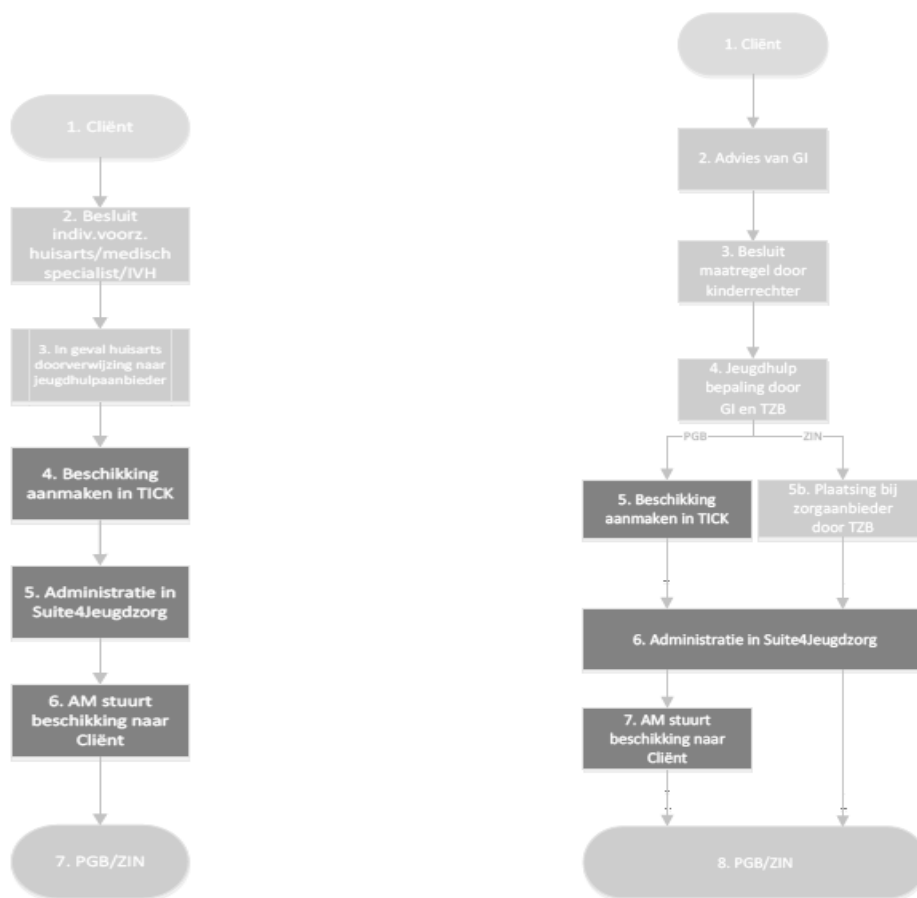 1. Cliënt
2. Besluit
indiv.voorz.
huisarts/medisch
specialist/IVH
3. In geval huisarts
doorverwijzing naar
jeugdhulpaanbieder
4. Beschikking
aanmaken in TICK
5. Administratie in
Suite4Jeugdzorg
6. AM stuurt
beschikking naar
Cliënt
7. PGB/ZIN
1. Cliënt
2. Advies van GI
3. Besluit
maatregel door
kinderrechter
4. Jeugdhulp
bepaling door
GI en TZB
PGB
ZIN
5. Beschikking
aanmaken in TICK
5b. Plaatsing bij
zorgaanbieder
door TZB
6. Administratie in Suite4Jeugdzorg
7. AM stuurt
beschikking naar
Cliënt
8. PGB/ZIN